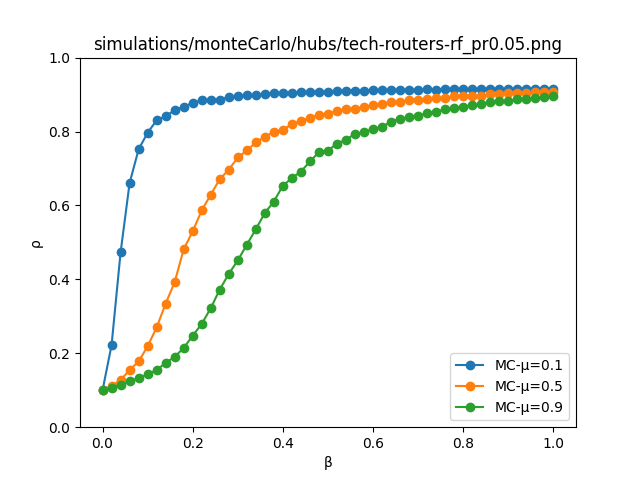 simulations/monteCarlo/hubs/tech-routers-rf_pr0.05.png
1.0
0.8
0.6
0.4
0.2
0.0
ρ
0.0 0.2 0.4 0.6 0.8 1.0
β
MC-μ=0.1
MC-μ=0.5
MC-μ=0.9